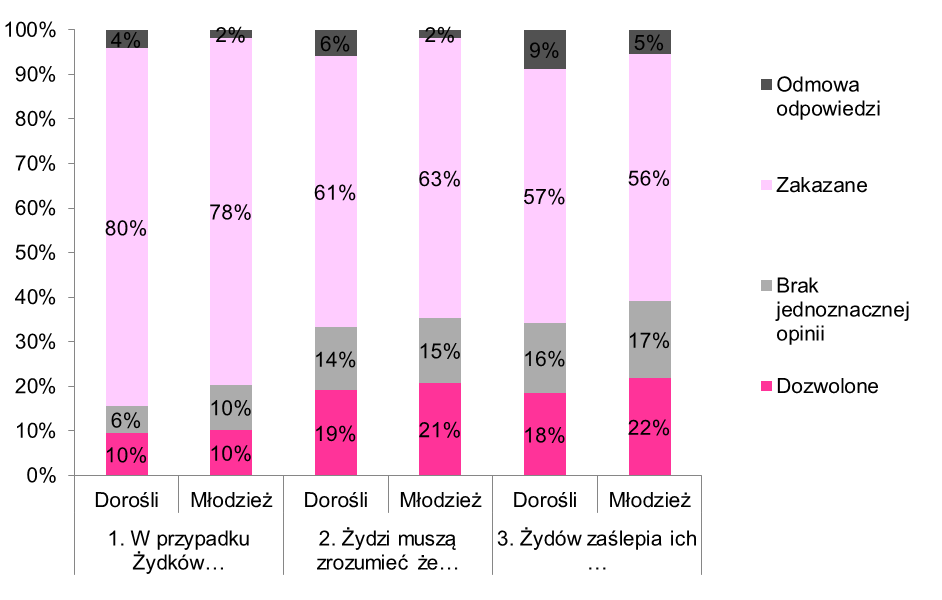 100%
90%
80%
70%
60%
50%
40%
30%
20%
10%
0%
4%
2%
6%
2%
9%
5%
80%
78%
61%
63%
57%
56%
6%
10%
14%
15%
16%
17%
10%
10%
19%
21%
18%
22%
Dorośli
Młodzież
Dorośli
Młodzież
Dorośli
Młodzież
1. W przypadku
Żydków…
2. Żydzi muszą
zrozumieć że…
3. Żydów zaślepia ich
…
Odmowa
odpowiedzi
Zakazane
Brak
jednoznacznej
opinii
Dozwolone